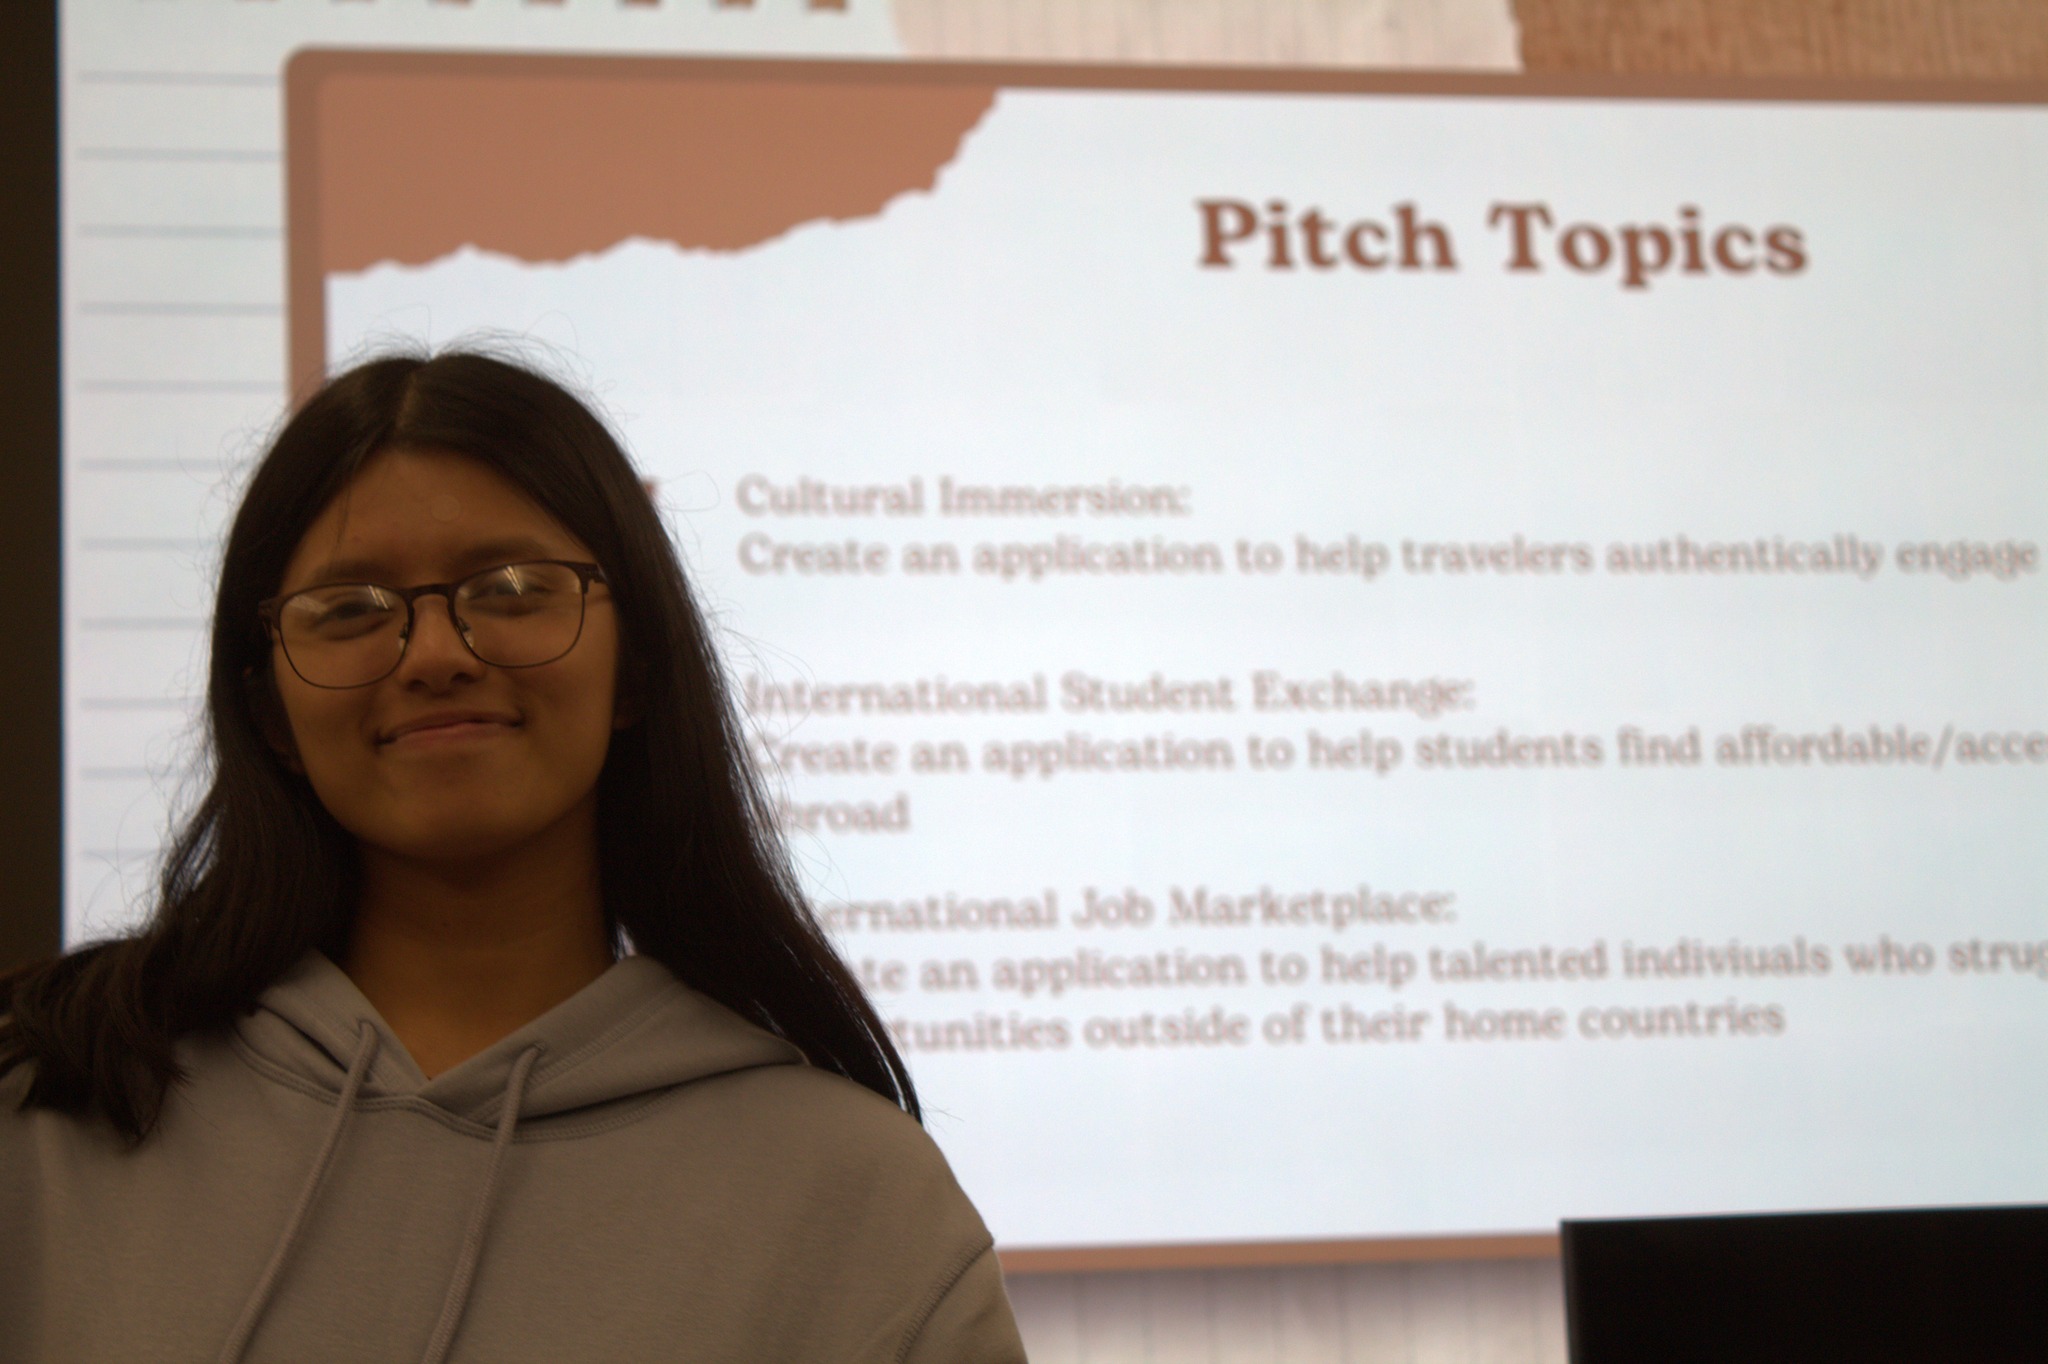 Pitch Topics
Cultural Immersion:
Create an application to help travelers authentically engage
International Student Exchange:
Create an application to help students find affordable/acce
broad
ernational Job Marketplace:
te an application to help talented indiviuals who strug
tunities outside of their home countries